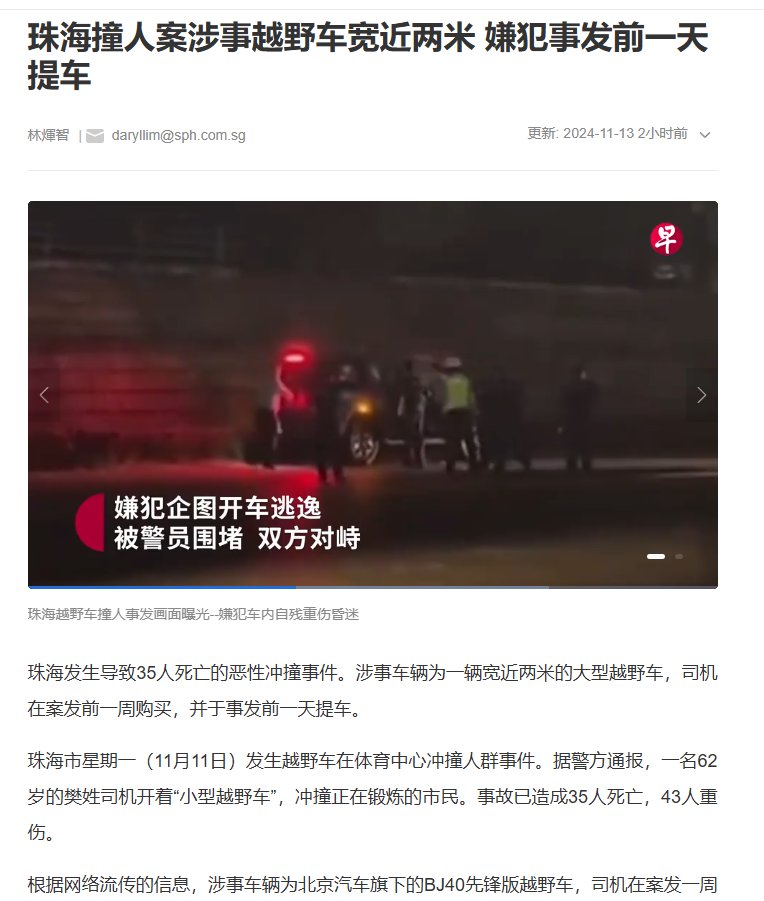 珠海撞人案涉事越野车宽近两米 嫌犯事发前一天
提车
林煇智 | daryllim@sph.com.sg
更新: 2024-11-13 2小时前
早
嫌犯企图开车逃逸
被警员围堵 双方对峙
珠海越野车撞人事发画面曝光--嫌犯车内自残重伤昏迷
珠海发生导致35人死亡的恶性冲撞事件。涉事车辆为一辆宽近两米的大型越野车，司机
在案发前一周购买，并于事发前一天提车。
珠海市星期一（11月11日）发生越野车在体育中心冲撞人群事件。据警方通报，一名62
岁的樊姓司机开着“小型越野车”，冲撞正在锻炼的市民。事故已造成35人死亡，43人重
伤。
根据网络流传的信息，涉事车辆为北京汽车旗下的BJ40先锋版越野车，司机在案发一周